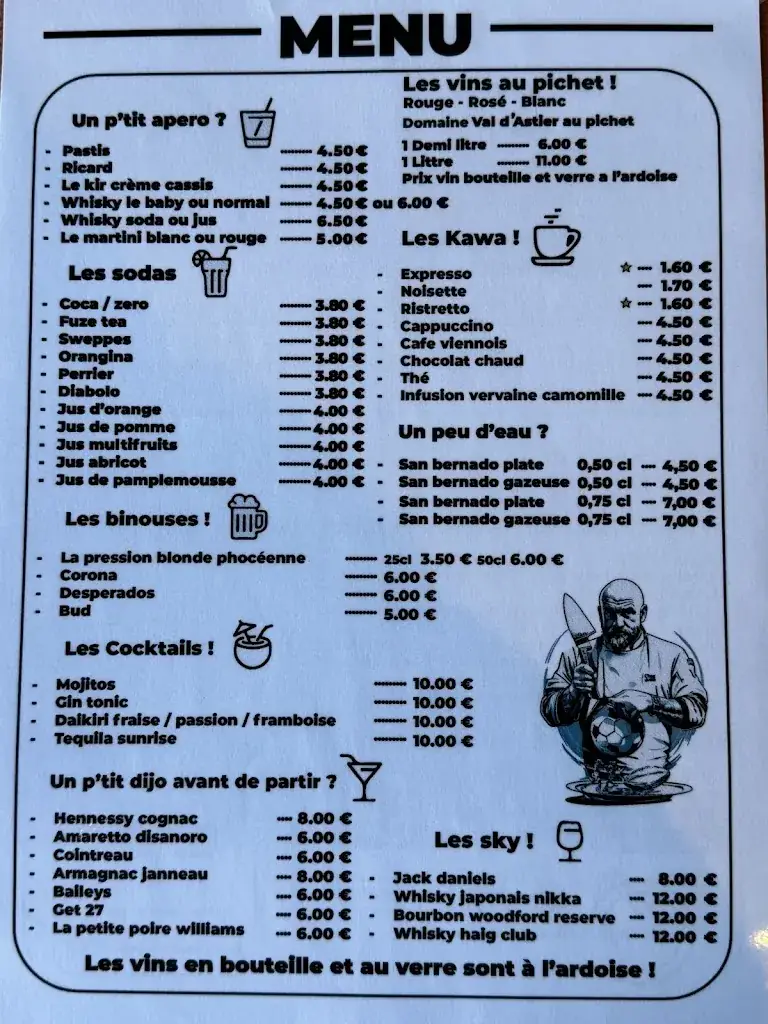 MENU
Un p'tit apero ?
- Pastis ------- 4.50 €
- Ricard ------- 4.50 €
- Le kir crème cassis ------- 4.50 €
- Whisky le baby ou normal ------- 4.50 € ou 6.00 €
- Whisky soda ou jus ------- 6.50 €
- Le martini blanc ou rouge ------- 5.00 €
Les sodas
- Coca / zero ------- 3.80 €
- Fuze tea ------- 3.80 €
- Sweppes ------- 3.80 €
- Orangina ------- 3.80 €
- Perrier ------- 3.80 €
- Diabolo ------- 3.80 €
- Jus d'orange ------- 4.00 €
- Jus de pomme ------- 4.00 €
- Jus multifruits ------- 4.00 €
- Jus abricot ------- 4.00 €
- Jus de pamplemousse ------- 4.00 €
Les vins au pichet !
Rouge - Rosé - Blanc
Domaine Val d'Astier au pichet
1 Demi litre ------- 6.00 €
1 Littre ------- 11.00 €
Prix vin bouteille et verre a l'ardoise
Les Kawa !
- Expresso ☆ --- 1.60 €
- Noisette --- 1.70 €
- Ristretto ☆ --- 1.60 €
- Cappuccino --- 4.50 €
- Cafe viennois --- 4.50 €
- Chocolat chaud --- 4.50 €
- Thé --- 4.50 €
- Infusion vervaine camomille --- 4.50 €
Un peu d'eau ?
- San bernado plate 0,50 cl --- 4,50 €
- San bernado gazeuse 0,50 cl --- 4,50 €
- San bernado plate 0,75 cl --- 7,00 €
- San bernado gazeuse 0,75 cl --- 7,00 €
Les binouses !
- La pression blonde phocéenne ------- 25cl 3.50 € 50cl 6.00 €
- Corona ------- 6.00 €
- Desperados ------- 6.00 €
- Bud ------- 5.00 €
Les Cocktails !
- Mojitos ------- 10.00 €
- Gin tonic ------- 10.00 €
- Daikiri fraise / passion / framboise ------- 10.00 €
- Tequila sunrise ------- 10.00 €
Un p'tit dijo avant de partir ?
- Hennessy cognac --- 8.00 €
- Amaretto disanoro --- 6.00 €
- Cointreau --- 6.00 €
- Armagnac janneau --- 8.00 €
- Baileys --- 6.00 €
- Get 27 --- 6.00 €
- La petite poire williams --- 6.00 €
Les sky !
- Jack daniels --- 8.00 €
- Whisky japonais nikka --- 12.00 €
- Bourbon woodford reserve --- 12.00 €
- Whisky haig club --- 12.00 €
Les vins en bouteille et au verre sont à l'ardoise !